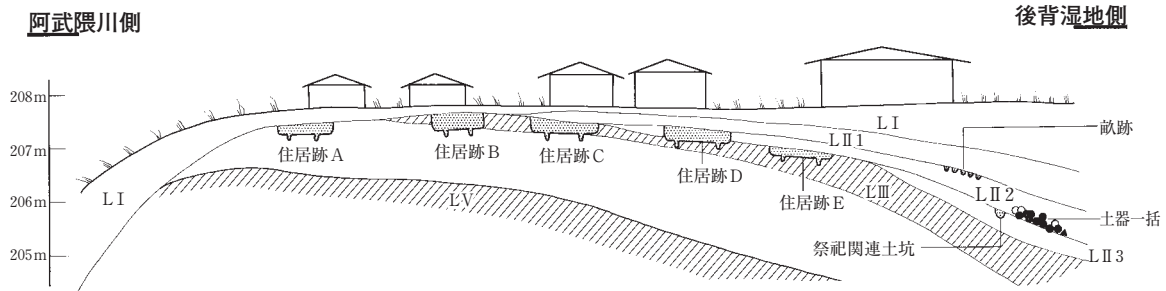 阿武隈川側
後背湿地側
208m
207m
206m
205m
住居跡A
住居跡B
住居跡C
住居跡D
住居跡E
LⅠ
LⅠ
LⅡ1
LⅡ2
LⅡ3
LⅢ
LⅤ
畝跡
土器一括
祭祀関連土坑